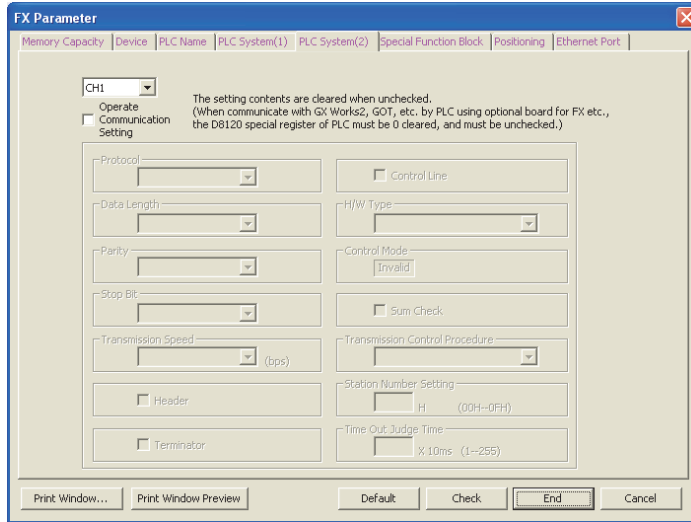 FX Parameter
Memory Capacity Device PLC Name PLC System(1) PLC System(2) Special Function Block Positioning Ethernet Port
CH1
Operate
Communication
Setting
The setting contents are cleared when unchecked.
(When communicate with GX Works2, GOT, etc. by PLC using optional board for FX etc.,
the D8120 special register of PLC must be 0 cleared, and must be unchecked.)
Protocol
Control Line
Data Length
H/W Type
Parity
Control Mode
Invalid
Stop Bit
Sum Check
Transmission Speed
(bps)
Transmission Control Procedure
Header
Station Number Setting
H (00H--0FH)
Terminator
Time Out Judge Time
X 10ms (1--255)
Print Window... Print Window Preview Default Check End Cancel